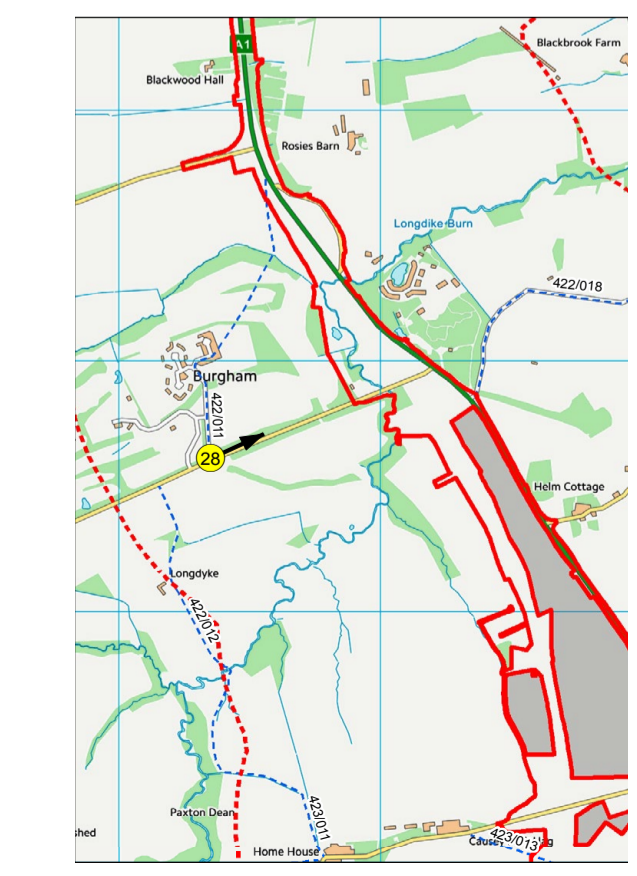 A1
Blackbrook Farm
Blackwood Hall
Rosies Barn
Longdike Burn
422/018
Burgham
422/011
28
Helm Cottage
Longdyke
422/012
Paxton Dean
423/011
shed
423/013
Home House